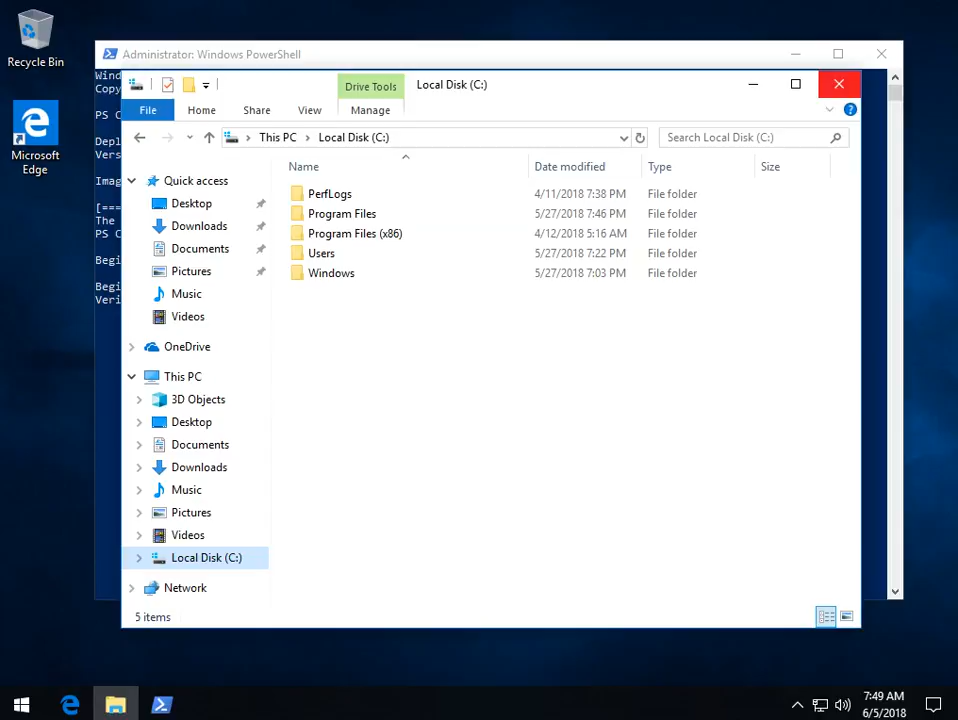 Recycle Bin
Microsoft
Edge
Administrator: Windows PowerShell
Wind
Copy
PS C
Depl
Vers
Imag
[===
The
PS C
Begi
Begi
Veri
Drive Tools
Local Disk (C:)
File
Home
Share
View
Manage
This PC > Local Disk (C:)
Search Local Disk (C:)
Name
Date modified
Type
Size
Quick access
Desktop
Downloads
Documents
Pictures
Music
Videos
OneDrive
This PC
3D Objects
Desktop
Documents
Downloads
Music
Pictures
Videos
Local Disk (C:)
Network
PerfLogs 4/11/2018 7:38 PM File folder
Program Files 5/27/2018 7:46 PM File folder
Program Files (x86) 4/12/2018 5:16 AM File folder
Users 5/27/2018 7:22 PM File folder
Windows 5/27/2018 7:03 PM File folder
5 items
7:49 AM
6/5/2018